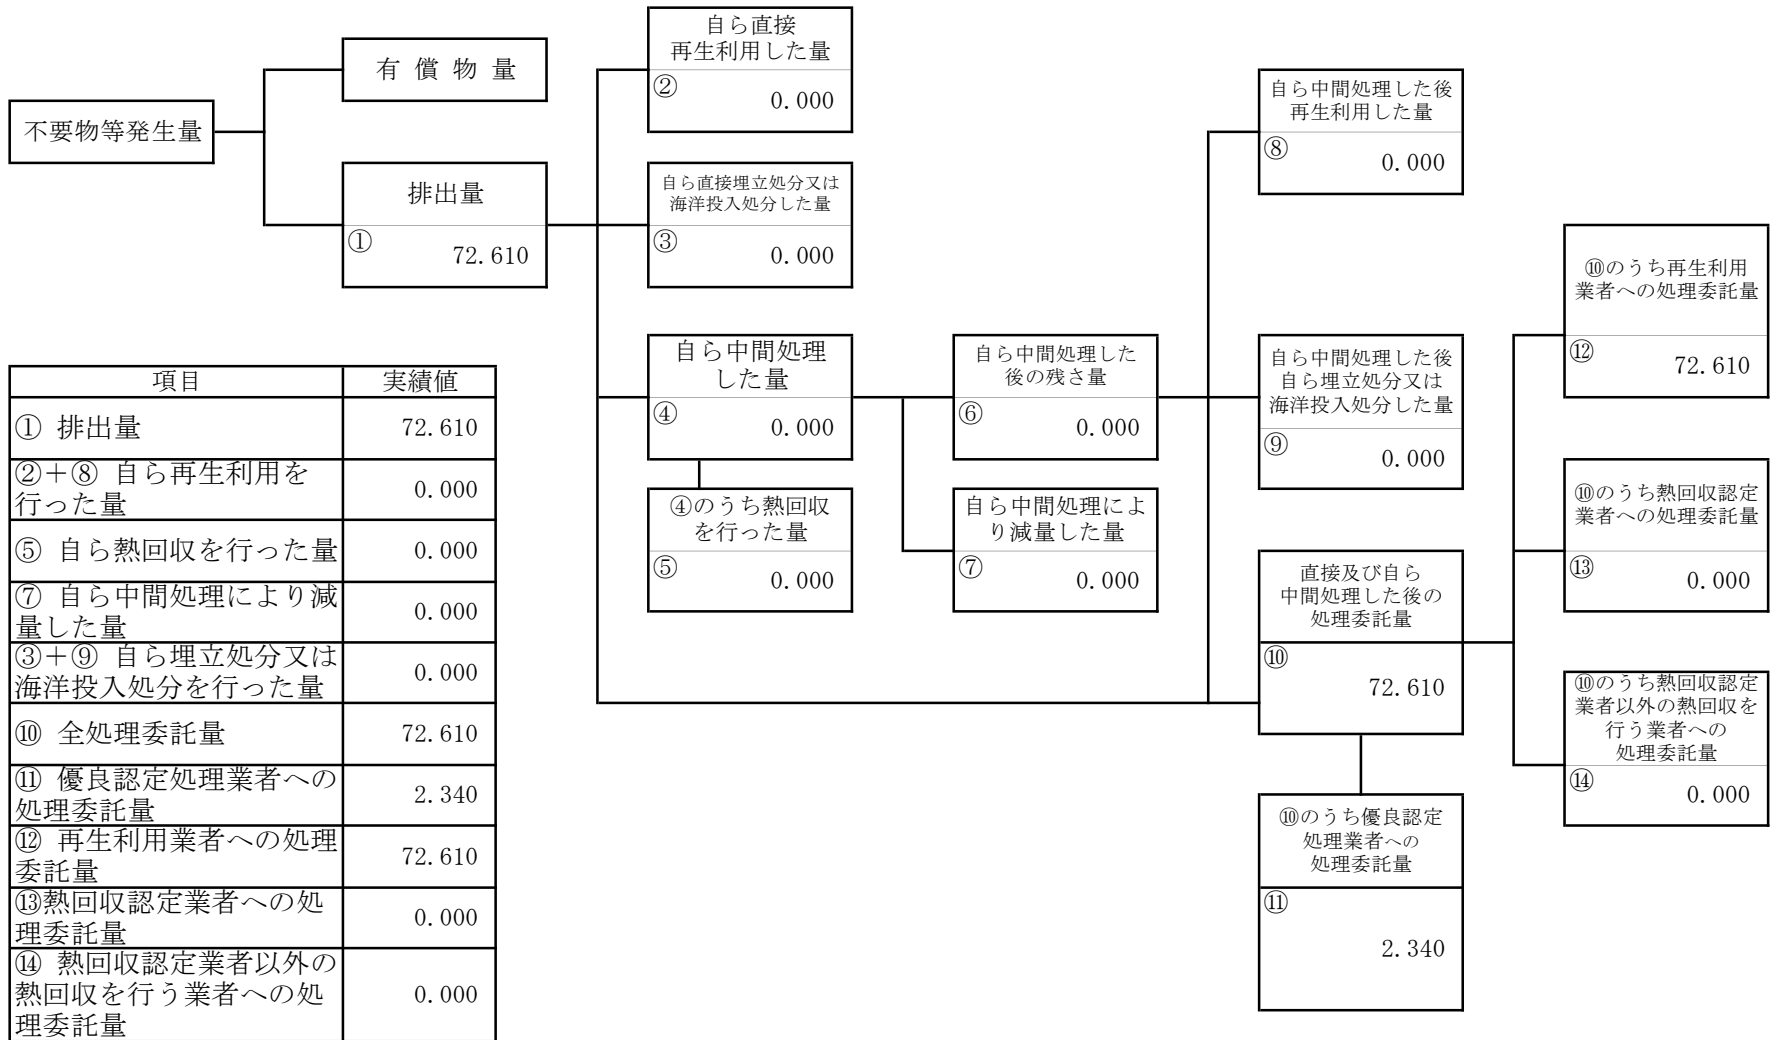 不要物等発生量
有 償 物 量
排出量
①
72.610
自ら直接
再生利用した量
②
0.000
自ら直接埋立処分又は
海洋投入処分した量
③
0.000
自ら中間処理
した量
④
0.000
④のうち熱回収
を行った量
⑤
0.000
自ら中間処理した
後の残さ量
⑥
0.000
自ら中間処理によ
り減量した量
⑦
0.000
自ら中間処理した後
再生利用した量
⑧
0.000
自ら中間処理した後
自ら埋立処分又は
海洋投入処分した量
⑨
0.000
直接及び自ら
中間処理した後の
処理委託量
⑩
72.610
⑩のうち優良認定
処理業者への
処理委託量
⑪
2.340
⑩のうち再生利用
業者への処理委託量
⑫
72.610
⑩のうち熱回収認定
業者への処理委託量
⑬
0.000
⑩のうち熱回収認定
業者以外の熱回収を
行う業者への
処理委託量
⑭
0.000
項目 実績値
① 排出量 72.610
②＋⑧ 自ら再生利用を
行った量 0.000
⑤ 自ら熱回収を行った量 0.000
⑦ 自ら中間処理により減
量した量 0.000
③＋⑨ 自ら埋立処分又は
海洋投入処分を行った量 0.000
⑩ 全処理委託量 72.610
⑪ 優良認定処理業者への
処理委託量 2.340
⑫ 再生利用業者への処理
委託量 72.610
⑬熱回収認定業者への処
理委託量 0.000
⑭ 熱回収認定業者以外の
熱回収を行う業者への処
理委託量 0.000